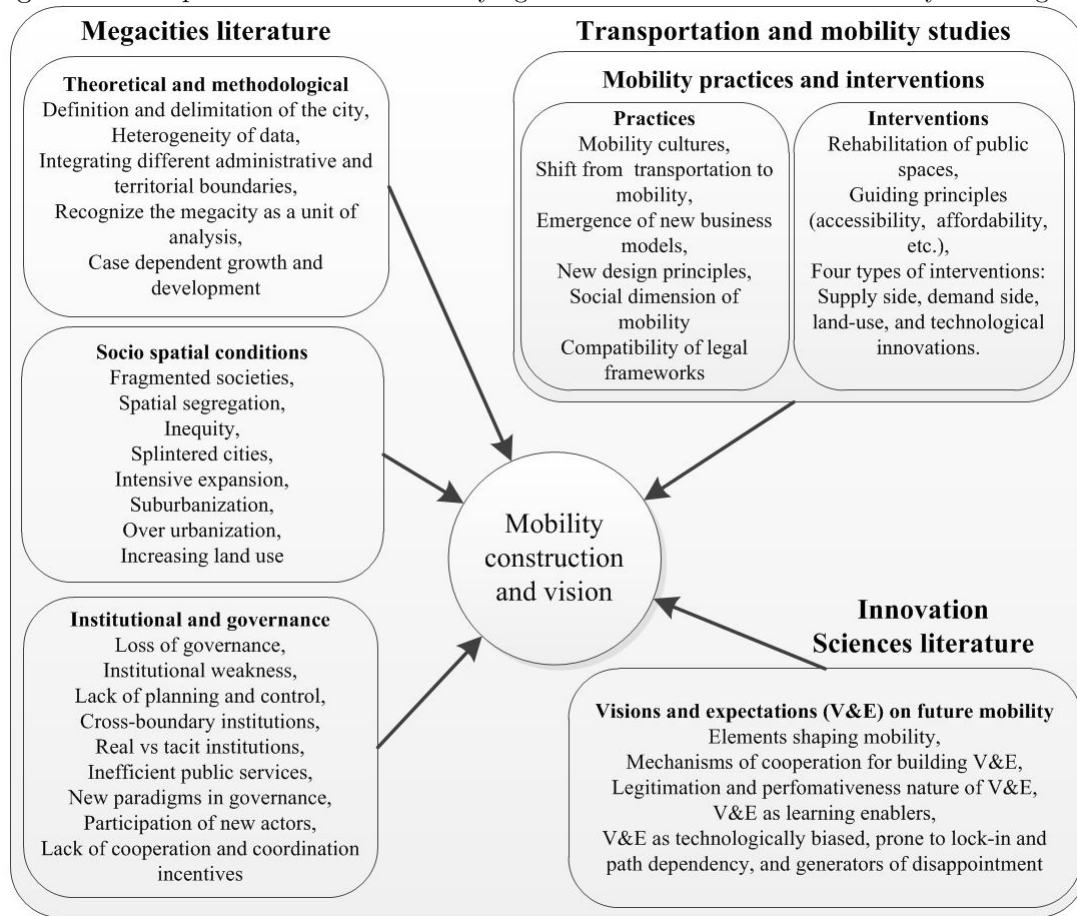 Megacities literature
Theoretical and methodological
Definition and delimitation of the city,
Heterogeneity of data,
Integrating different administrative and
territorial boundaries,
Recognize the megacity as a unit of
analysis,
Case dependent growth and
development
Socio spatial conditions
Fragmented societies,
Spatial segregation,
Inequity,
Splintered cities,
Intensive expansion,
Suburbanization,
Over urbanization,
Increasing land use
Institutional and governance
Loss of governance,
Institutional weakness,
Lack of planning and control,
Cross-boundary institutions,
Real vs tacit institutions,
Inefficient public services,
New paradigms in governance,
Participation of new actors,
Lack of cooperation and coordination
incentives
Transportation and mobility studies
Mobility practices and interventions
Practices
Mobility cultures,
Shift from transportation to
mobility,
Emergence of new business
models,
New design principles,
Social dimension of
mobility
Compatibility of legal
frameworks
Interventions
Rehabilitation of public
spaces,
Guiding principles
(accessibility, affordability,
etc.),
Four types of interventions:
Supply side, demand side,
land-use, and technological
innovations.
Mobility
construction
and vision
Innovation
Sciences literature
Visions and expectations (V&E) on future mobility
Elements shaping mobility,
Mechanisms of cooperation for building V&E,
Legitimation and perfomativeness nature of V&E,
V&E as learning enablers,
V&E as technologically biased, prone to lock-in and
path dependency, and generators of disappointment